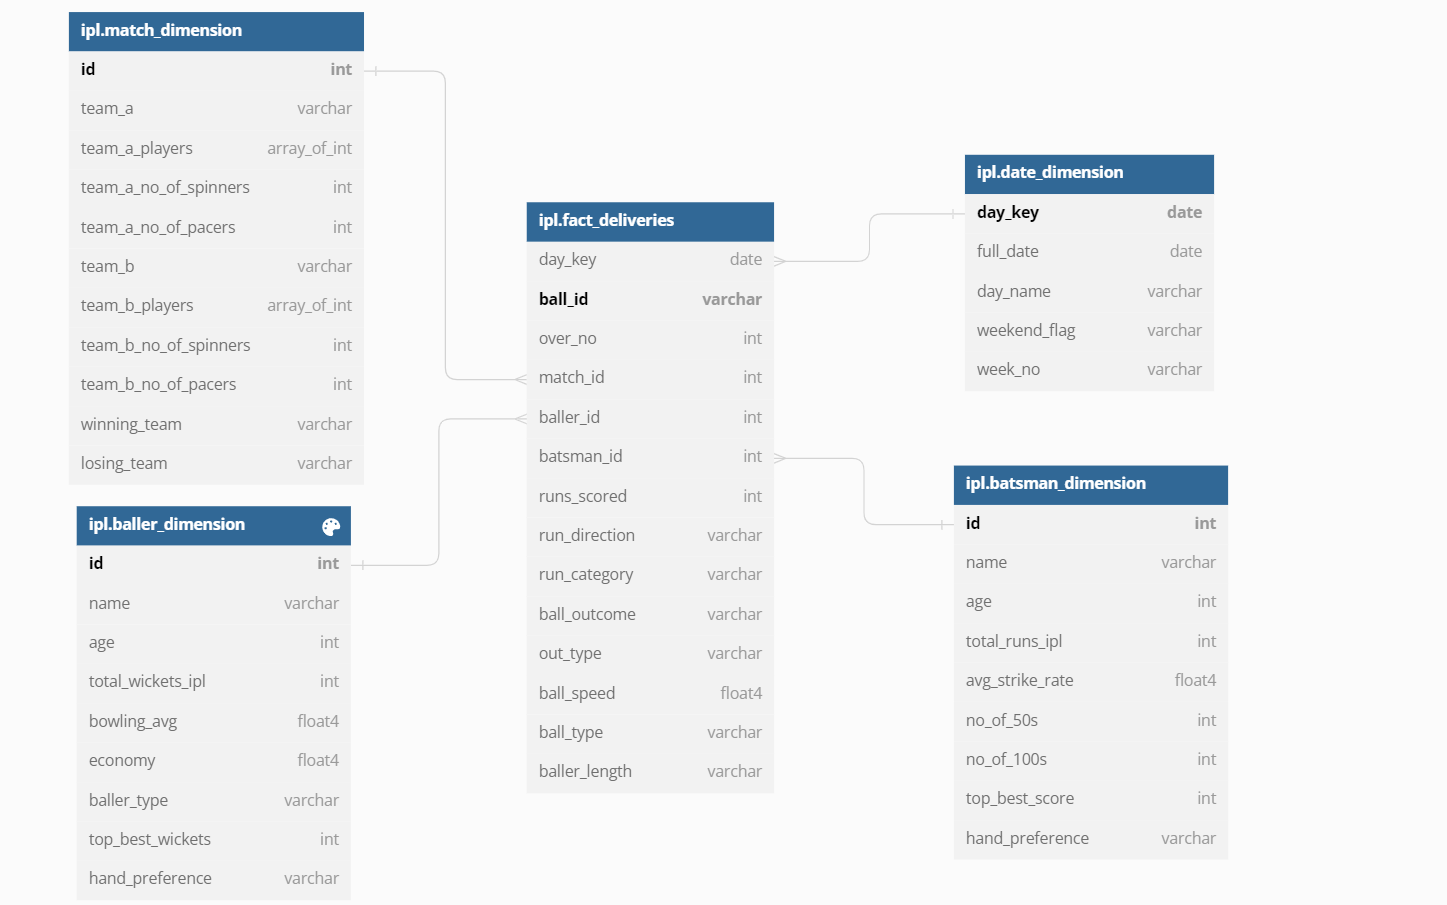 ipl.match_dimension
id int
team_a varchar
team_a_players array_of_int
team_a_no_of_spinners int
team_a_no_of_pacers int
team_b varchar
team_b_players array_of_int
team_b_no_of_spinners int
team_b_no_of_pacers int
winning_team varchar
losing_team varchar
ipl.baller_dimension
id int
name varchar
age int
total_wickets_ipl int
bowling_avg float4
economy float4
baller_type varchar
top_best_wickets int
hand_preference varchar
ipl.fact_deliveries
day_key date
ball_id varchar
over_no int
match_id int
baller_id int
batsman_id int
runs_scored int
run_direction varchar
run_category varchar
ball_outcome varchar
out_type varchar
ball_speed float4
ball_type varchar
baller_length varchar
ipl.date_dimension
day_key date
full_date date
day_name varchar
weekend_flag varchar
week_no varchar
ipl.batsman_dimension
id int
name varchar
age int
total_runs_ipl int
avg_strike_rate float4
no_of_50s int
no_of_100s int
top_best_score int
hand_preference varchar